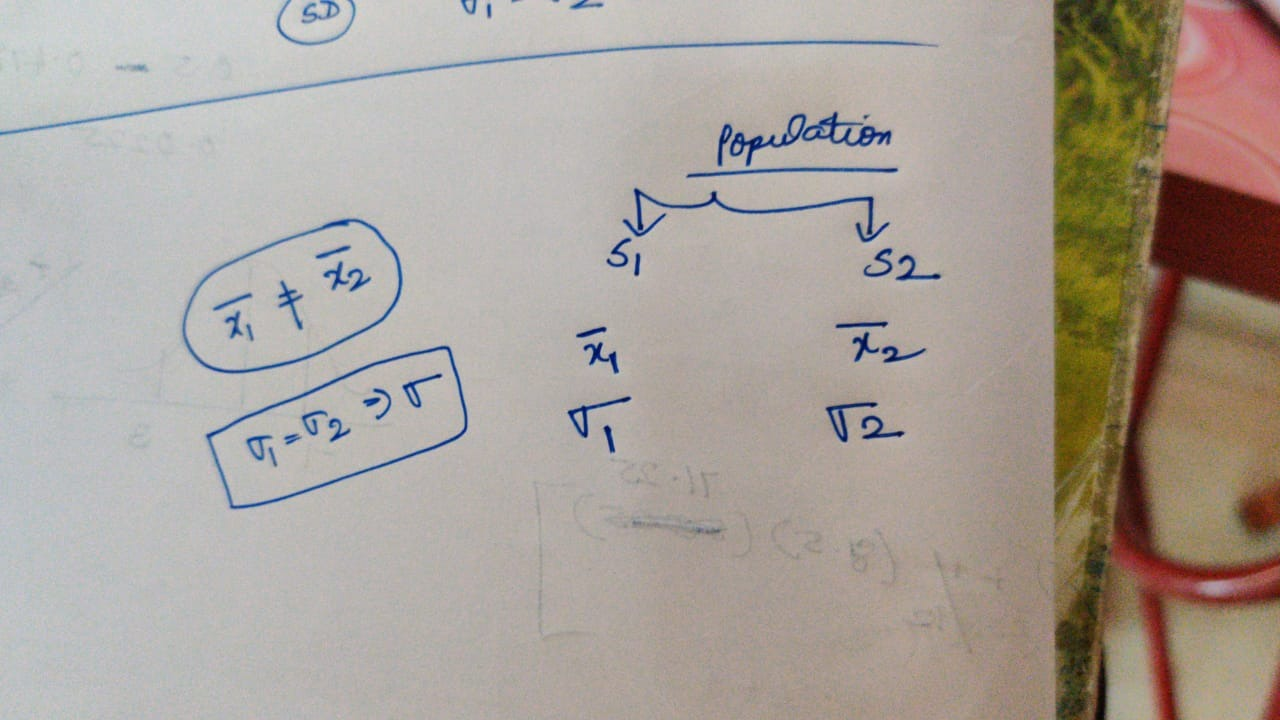 SD
Population
S1 S2
x̄1 ≠ x̄2
x̄1 x̄2
σ1 = σ2 ⇒ σ
σ1 σ2